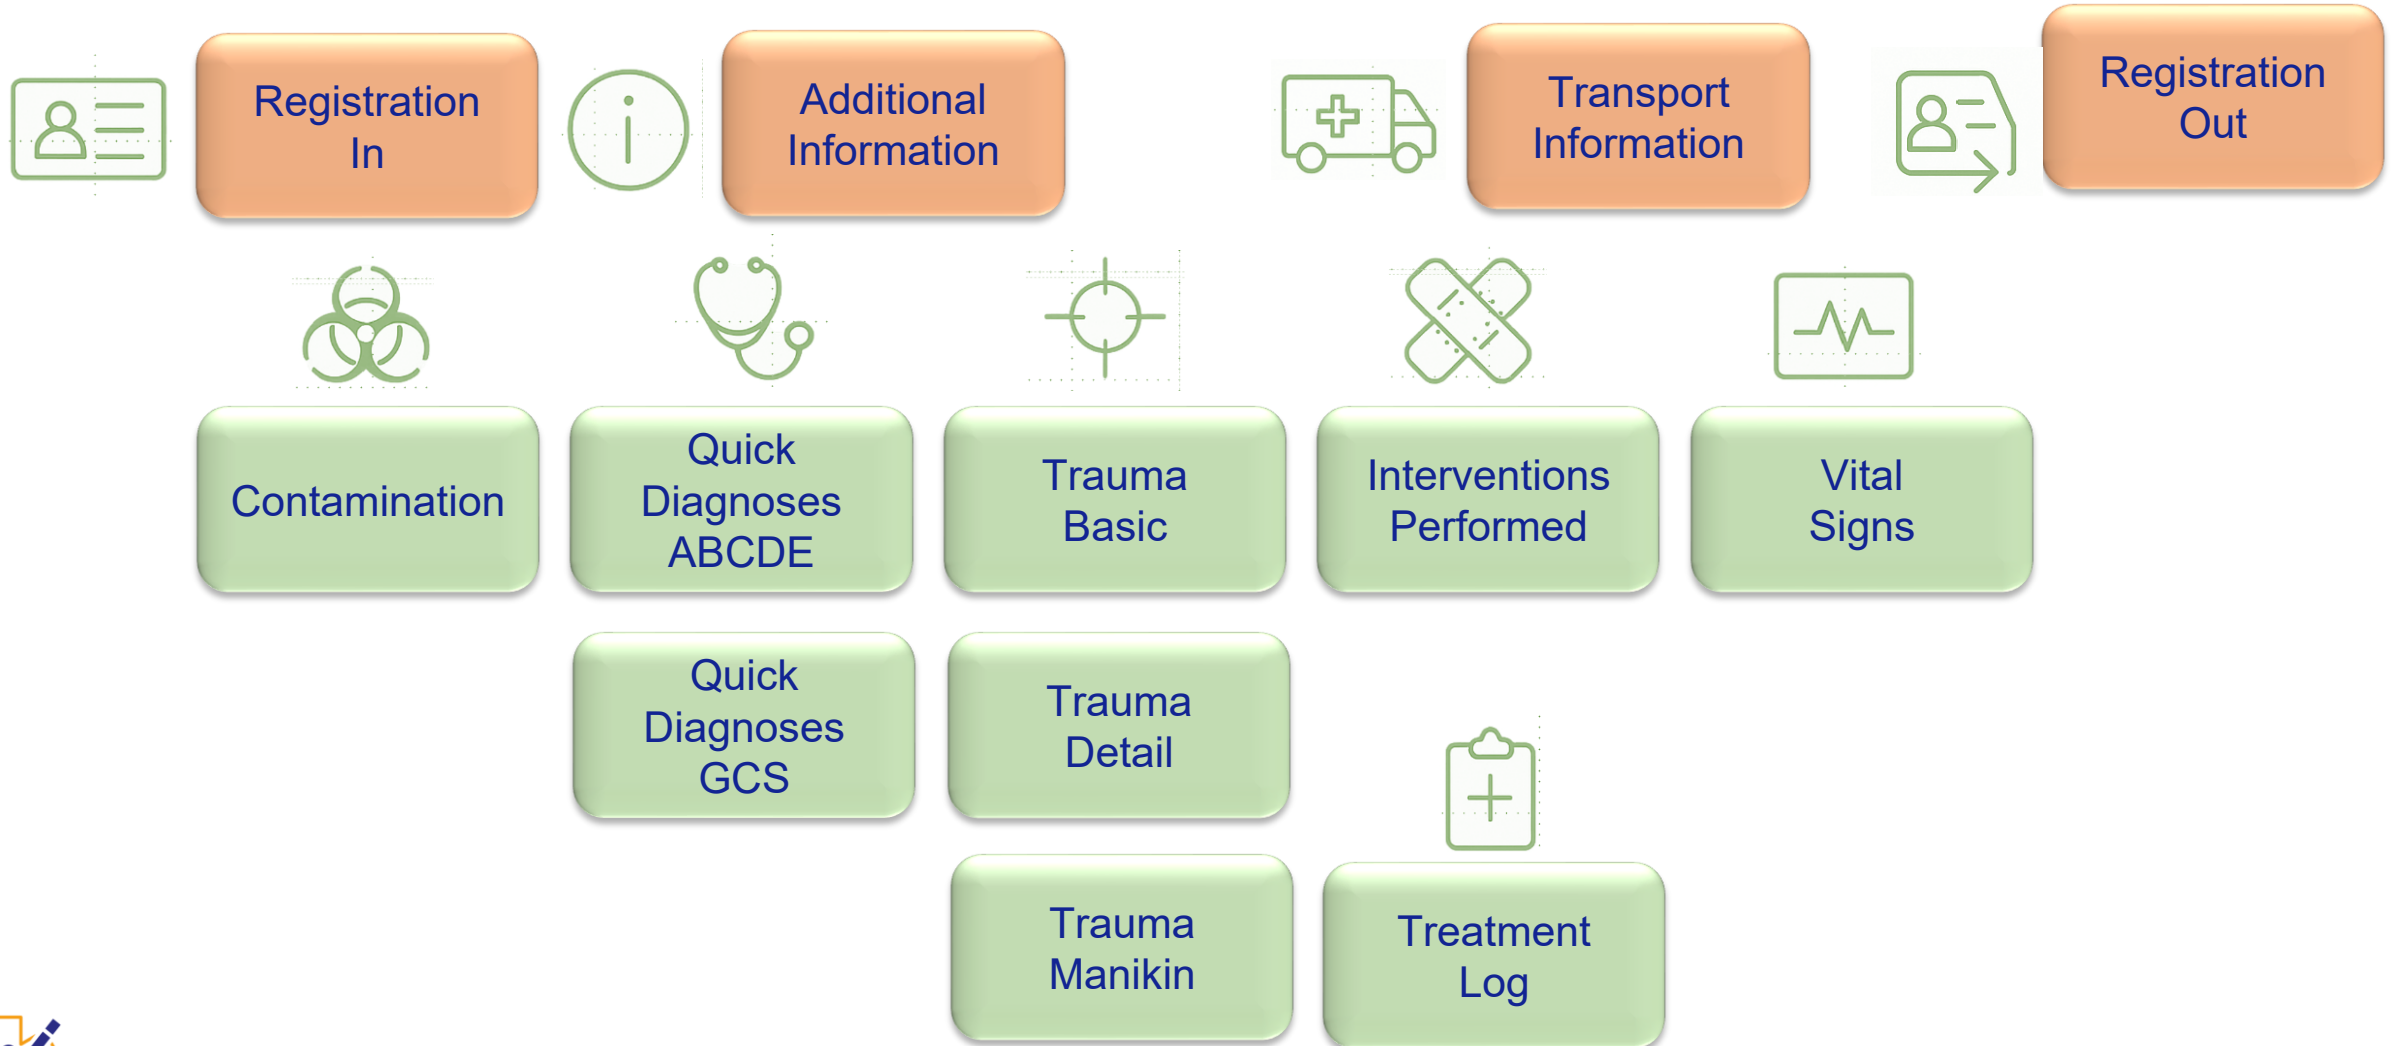 Registration
In
Additional
Information
Transport
Information
Registration
Out
Contamination
Quick
Diagnoses
ABCDE
Trauma
Basic
Interventions
Performed
Vital
Signs
Quick
Diagnoses
GCS
Trauma
Detail
Trauma
Manikin
Treatment
Log